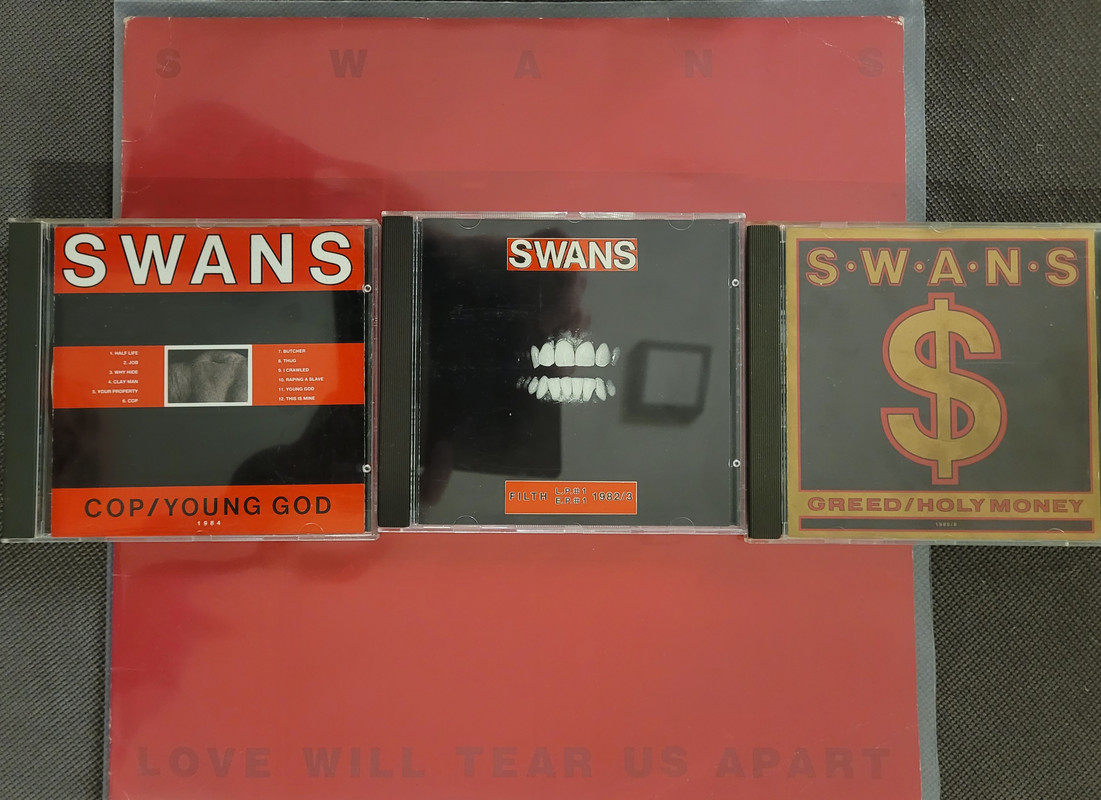 S W A N S
SWANS
1. HALF LIFE
2. JOB
3. WHY HIDE
4. CLAY MAN
5. YOUR PROPERTY
6. COP
7. BUTCHER
8. THUG
9. I CRAWLED
10. RAPING A SLAVE
11. YOUNG GOD
12. THIS IS MINE
COP/YOUNG GOD
1984
SWANS
FILTH L.P.#1 E.P.#1 1982/3
S·W·A·N·S
$
GREED/HOLY MONEY
LOVE WILL TEAR US APART